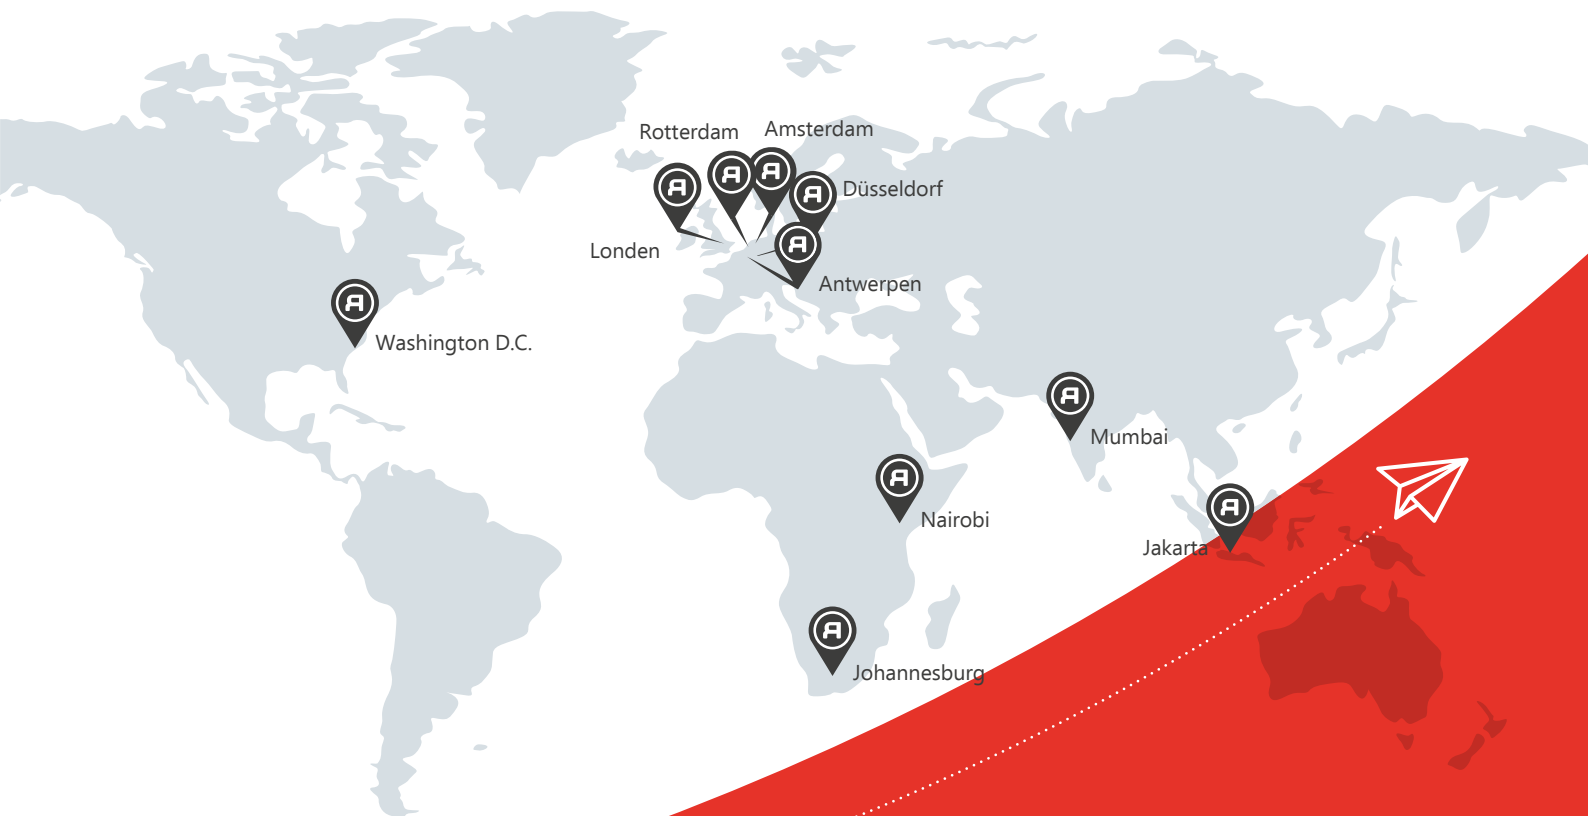 Rotterdam
Amsterdam
Düsseldorf
Londen
Antwerpen
Washington D.C.
Mumbai
Nairobi
Jakarta
Johannesburg